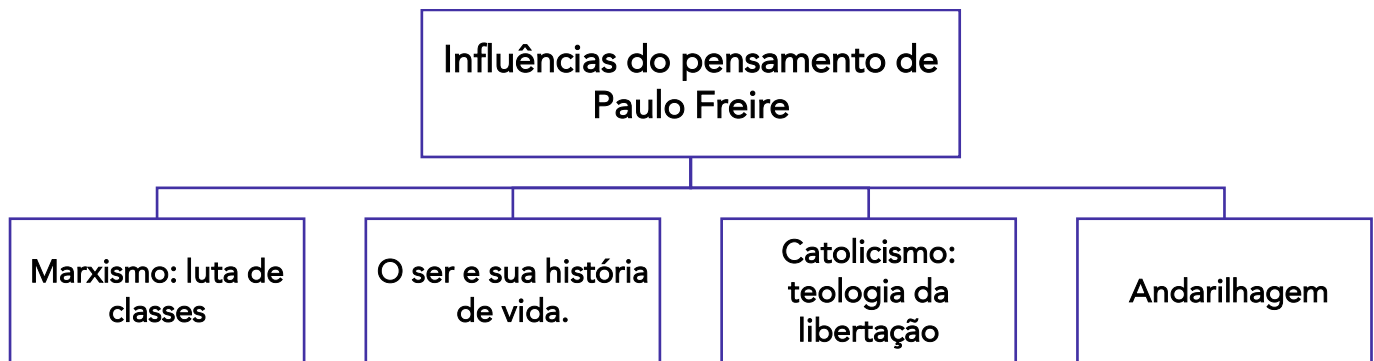 Influências do pensamento de
Paulo Freire
Marxismo: luta de
classes
O ser e sua história
de vida.
Catolicismo:
teologia da
libertação
Andarilhagem